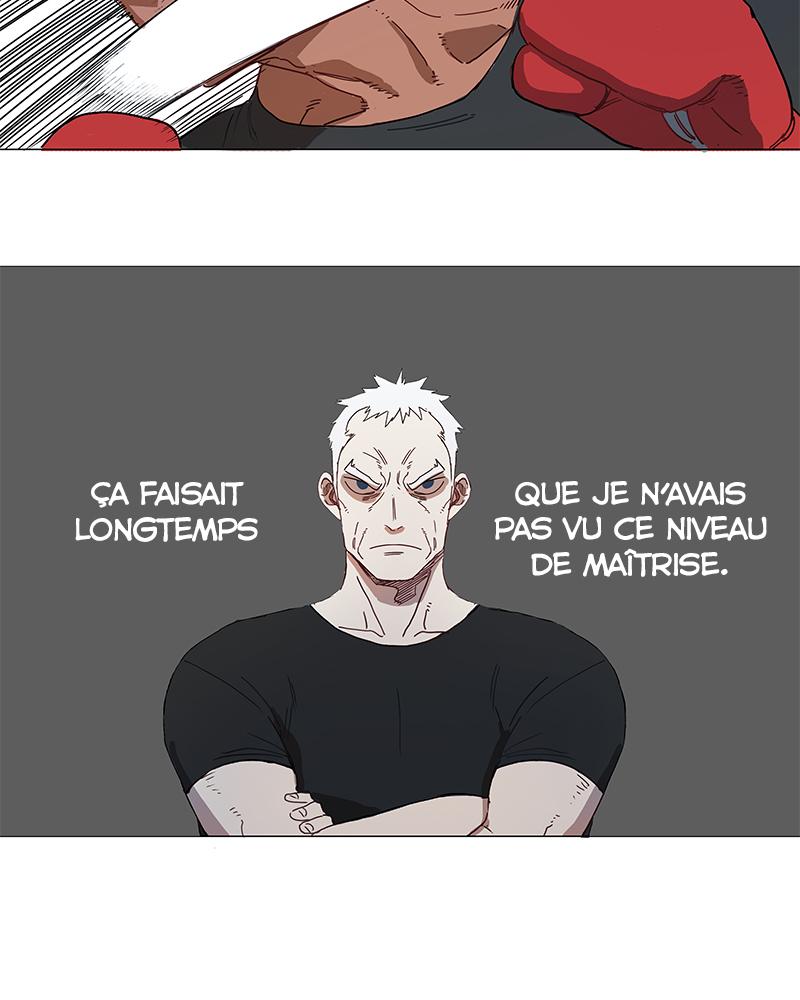 ÇA FAISAIT
LONGTEMPS
QUE JE N'AVAIS
PAS VU CE NIVEAU
DE MAÎTRISE.